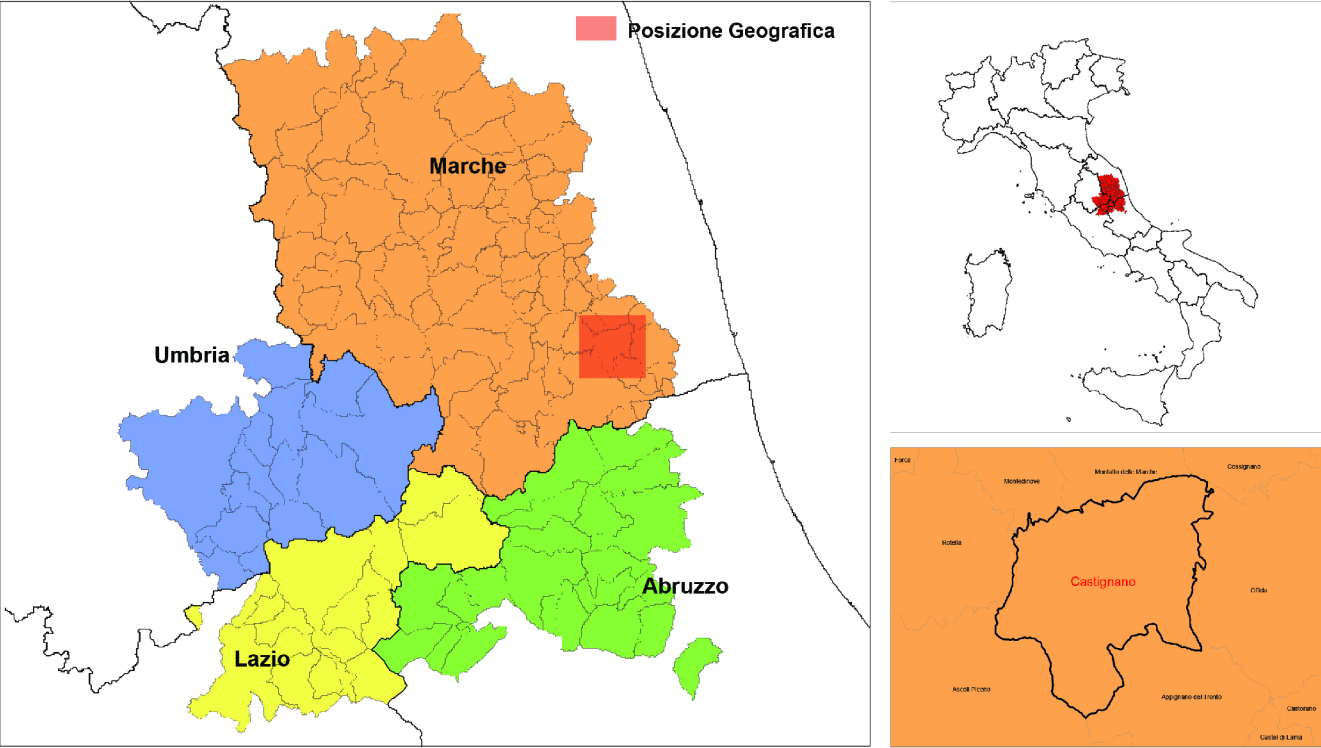 Posizione Geografica
Marche
Umbria
Abruzzo
Lazio
Force
Montedinove
Montalto delle Marche
Cossignano
Rotella
Castignano
Offida
Ascoli Piceno
Appignano del Tronto
Castorano
Castel di Lama